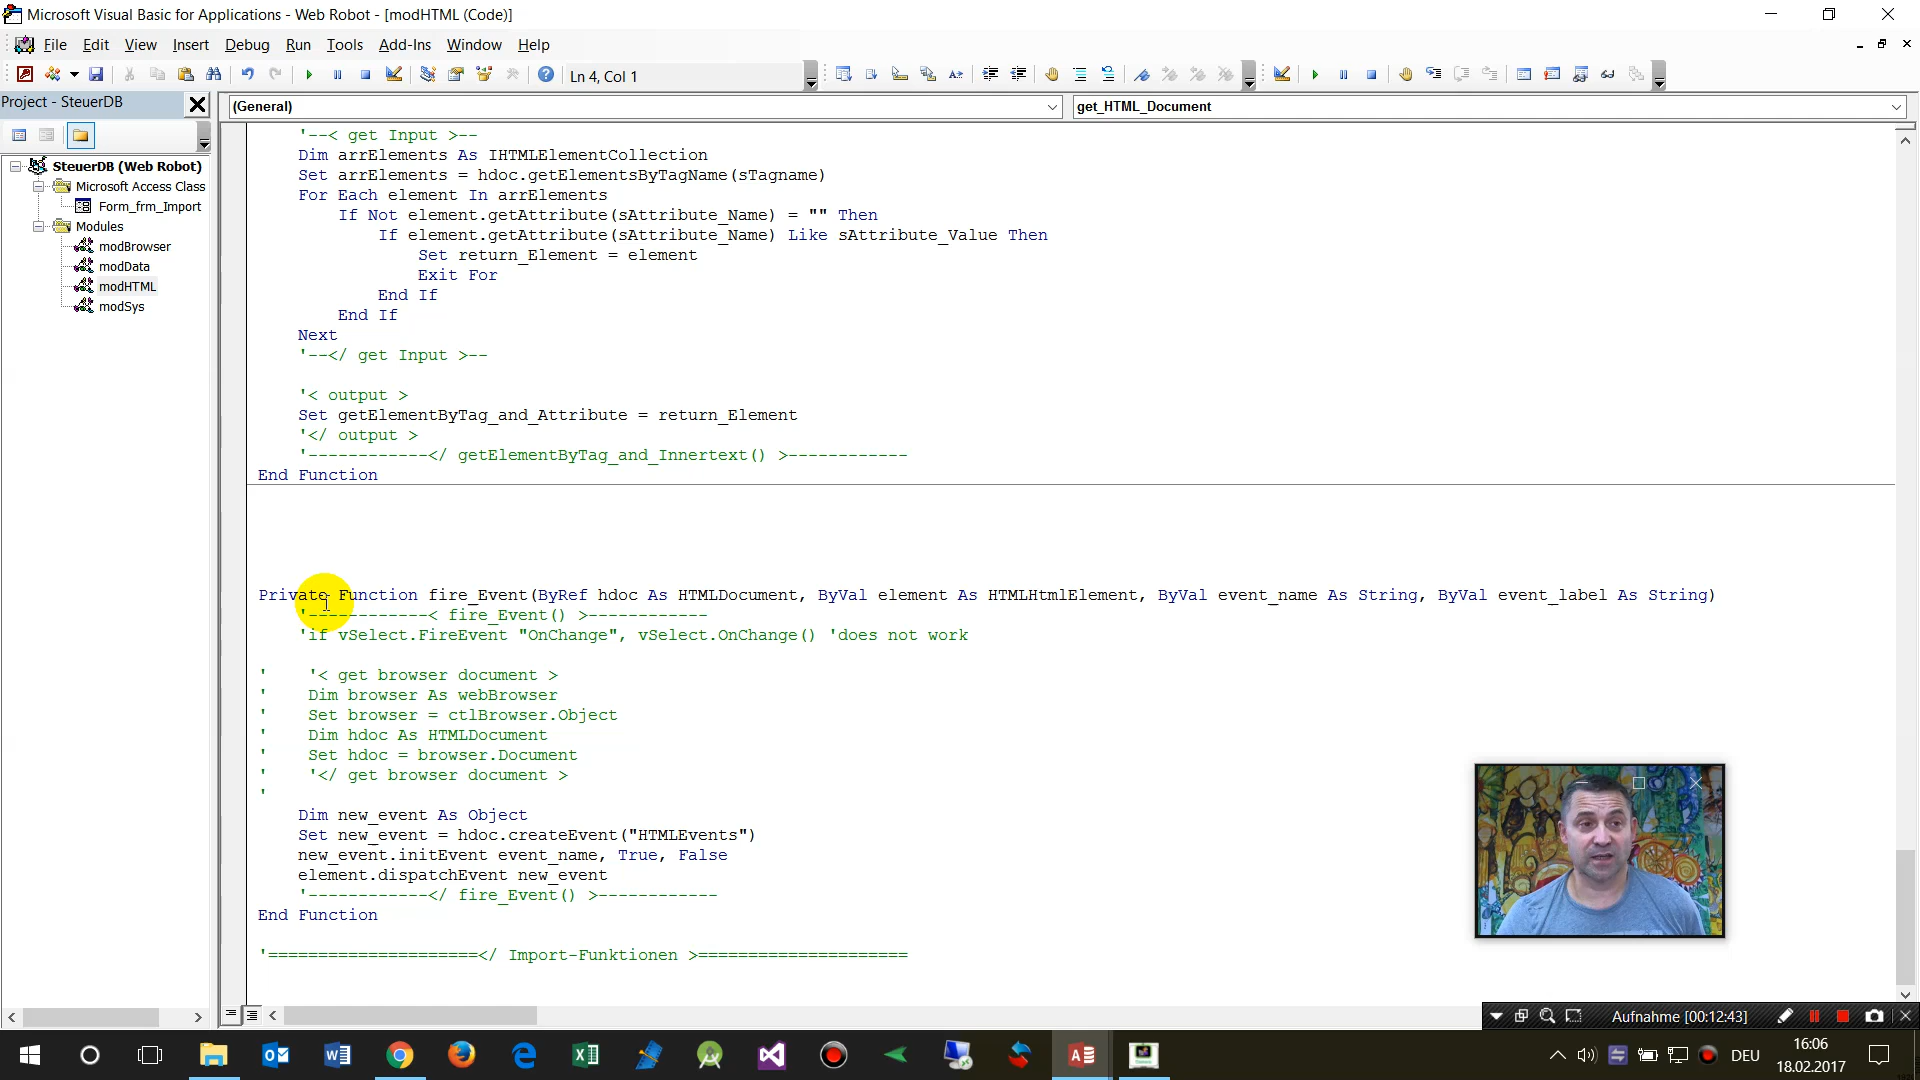 Microsoft Visual Basic for Applications - Web Robot - [modHTML (Code)]
File Edit View Insert Debug Run Tools Add-Ins Window Help
Ln 4, Col 1
Project - SteuerDB
(General)
get_HTML_Document
SteuerDB (Web Robot)
Microsoft Access Class
Form_frm_Import
Modules
modBrowser
modData
modHTML
modSys
'--< get Input >--
Dim arrElements As IHTMLElementCollection
Set arrElements = hdoc.getElementsByTagName(sTagname)
For Each element In arrElements
If Not element.getAttribute(sAttribute_Name) = "" Then
If element.getAttribute(sAttribute_Name) Like sAttribute_Value Then
Set return_Element = element
Exit For
End If
End If
Next
'--</ get Input >--
'< output >
Set getElementByTag_and_Attribute = return_Element
'</ output >
'------------</ getElementByTag_and_Innertext() >------------
End Function
Private Function fire_Event(ByRef hdoc As HTMLDocument, ByVal element As HTMLHtmlElement, ByVal event_name As String, ByVal event_label As String)
'------------< fire_Event() >------------
'if vSelect.FireEvent "OnChange", vSelect.OnChange() 'does not work
' '< get browser document >
' Dim browser As webBrowser
' Set browser = ctlBrowser.Object
' Dim hdoc As HTMLDocument
' Set hdoc = browser.Document
' '</ get browser document >
'
Dim new_event As Object
Set new_event = hdoc.createEvent("HTMLEvents")
new_event.initEvent event_name, True, False
element.dispatchEvent new_event
'------------</ fire_Event() >------------
End Function
'=====================</ Import-Funktionen >=====================
Aufnahme [00:12:43]
DEU
16:06
18.02.2017